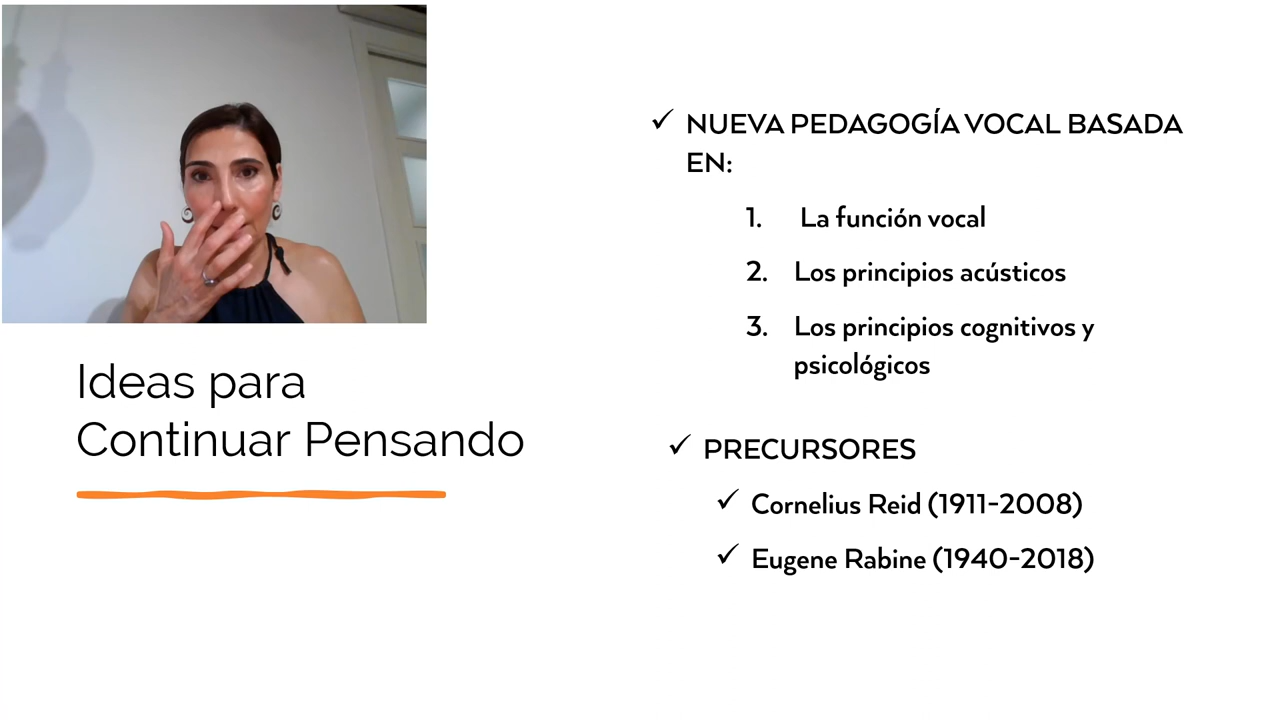 Ideas para
Continuar Pensando
✓ NUEVA PEDAGOGÍA VOCAL BASADA
EN:
1. La función vocal
2. Los principios acústicos
3. Los principios cognitivos y
psicológicos
✓ PRECURSORES
✓ Cornelius Reid (1911-2008)
✓ Eugene Rabine (1940-2018)